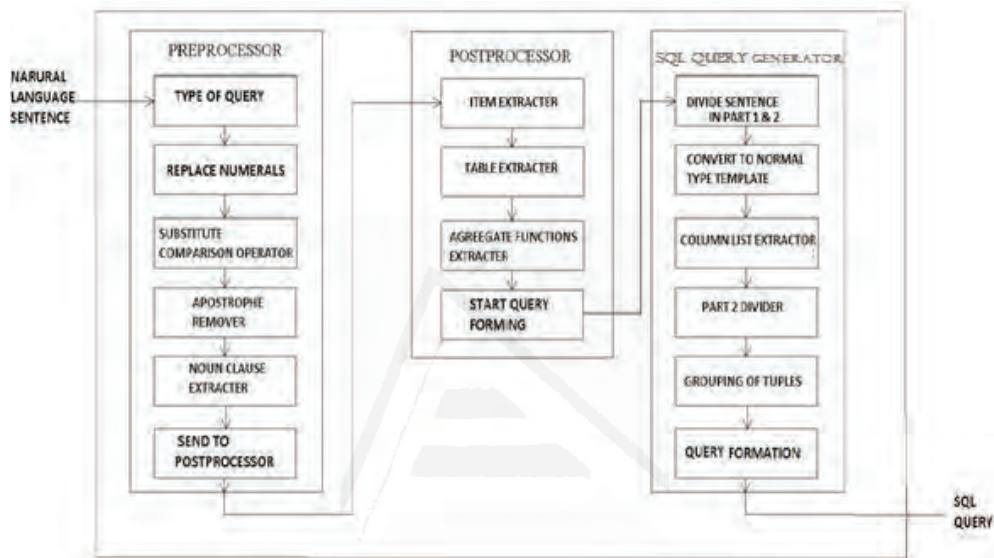 NARURAL
LANGUAGE
SENTENCE
PREPROCESSOR
TYPE OF QUERY
REPLACE NUMERALS
SUBSTITUTE
COMPARISON OPERATOR
APOSTROPHE
REMOVER
NOUN CLAUSE
EXTRACTER
SEND TO
POSTPROCESSOR
POSTPROCESSOR
ITEM EXTRACTER
TABLE EXTRACTER
AGREEGATE FUNCTIONS
EXTRACTER
START QUERY
FORMING
SQL QUERY GENERATOR
DIVIDE SENTENCE
IN PART 1 & 2
CONVERT TO NORMAL
TYPE TEMPLATE
COLUMN LIST EXTRACTOR
PART 2 DIVIDER
GROUPING OF TUPLES
QUERY FORMATION
SQL
QUERY